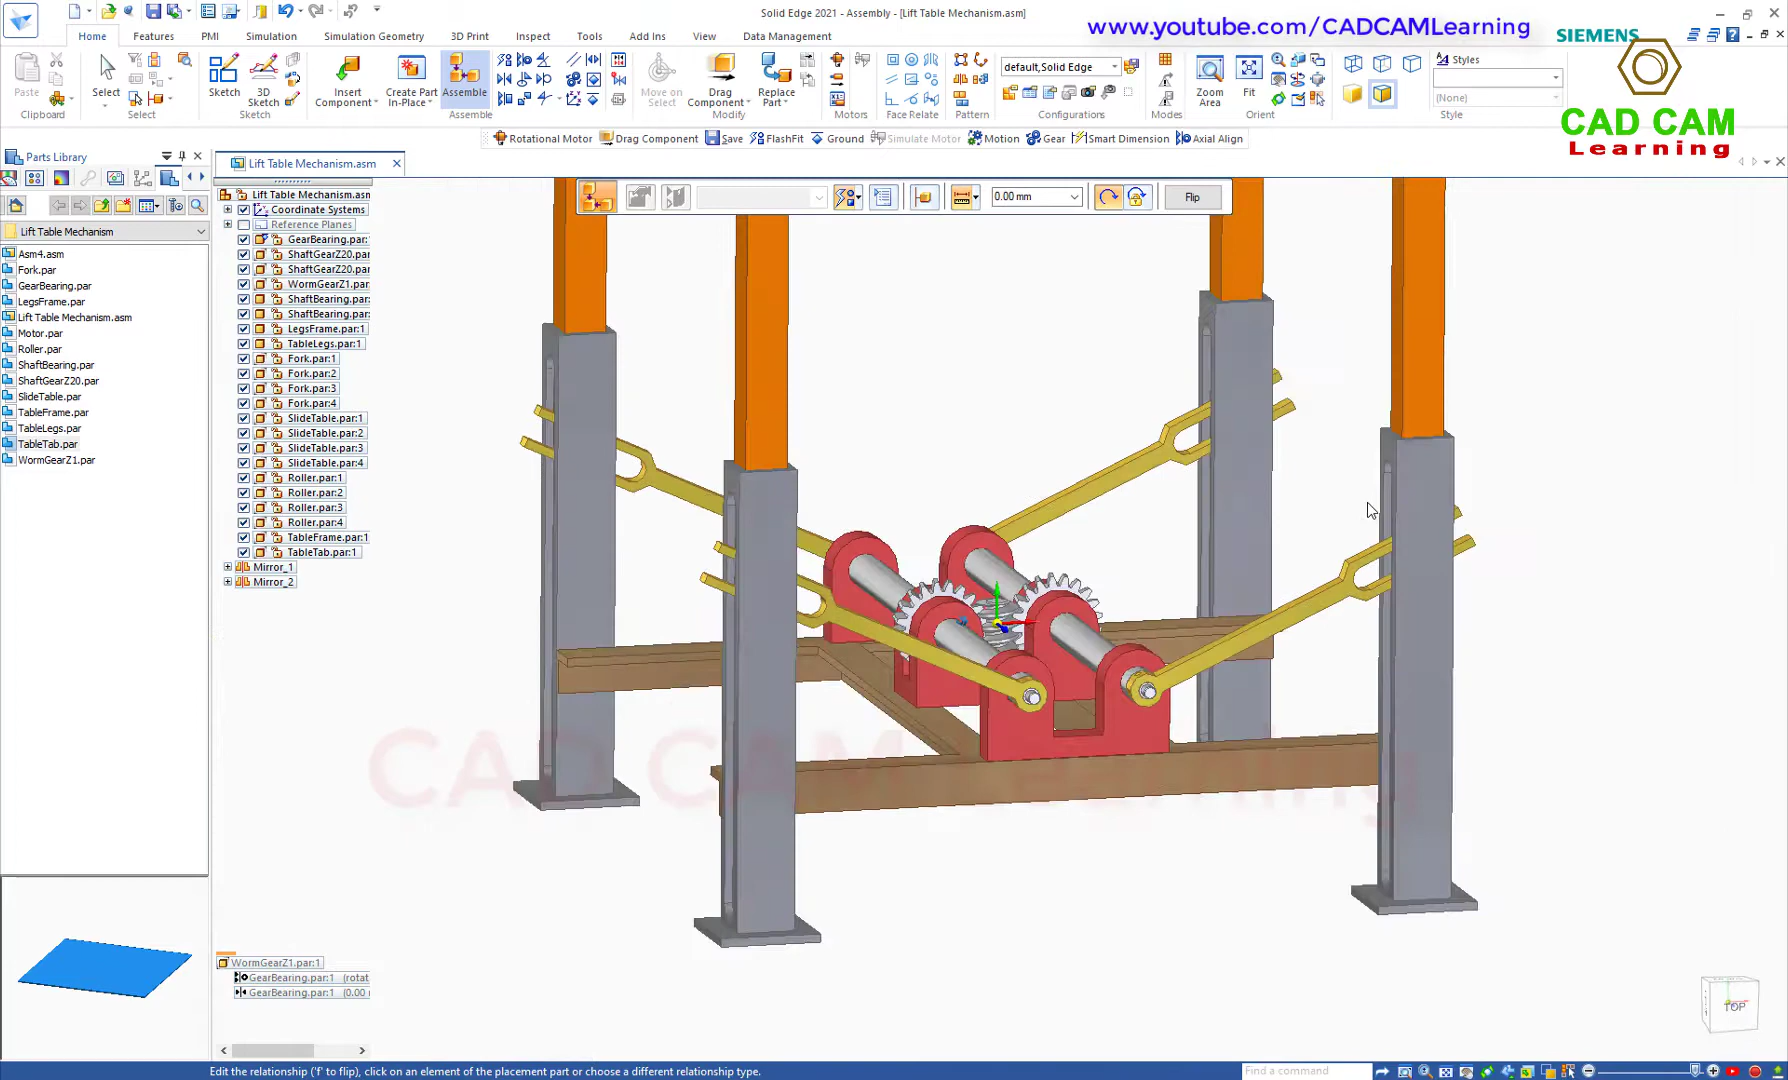 Solid Edge 2021 - Assembly - [Lift Table Mechanism.asm]
www.youtube.com/CADCAMLearning
SIEMENS
Home
Features
PMI
Simulation
Simulation Geometry
3D Print
Inspect
Tools
Add Ins
View
Data Management
Paste
Clipboard
Select
Select
Sketch
3D Sketch
Sketch
Insert Component
Create Part In-Place
Assemble
Assemble
Move on Select
Drag Component
Replace Part
Modify
Motors
Face Relate
Pattern
default,Solid Edge
Configurations
Modes
Zoom Area
Fit
Orient
Styles
(None)
Style
CAD CAM
Learning
Rotational Motor
Drag Component
Save
FlashFit
Ground
Simulate Motor
Motion
Gear
Smart Dimension
Axial Align
Parts Library
Lift Table Mechanism.asm
0.00 mm
Flip
Lift Table Mechanism
Asm4.asm
Fork.par
GearBearing.par
LegsFrame.par
Lift Table Mechanism.asm
Motor.par
Roller.par
ShaftBearing.par
ShaftGearZ20.par
SlideTable.par
TableFrame.par
TableLegs.par
TableTab.par
WormGearZ1.par
Lift Table Mechanism.asm
Coordinate Systems
Reference Planes
GearBearing.par:
ShaftGearZ20.par
ShaftGearZ20.par
WormGearZ1.par
ShaftBearing.par:
ShaftBearing.par:
LegsFrame.par:1
TableLegs.par:1
Fork.par:1
Fork.par:2
Fork.par:3
Fork.par:4
SlideTable.par:1
SlideTable.par:2
SlideTable.par:3
SlideTable.par:4
Roller.par:1
Roller.par:2
Roller.par:3
Roller.par:4
TableFrame.par:1
TableTab.par:1
Mirror_1
Mirror_2
CAD CAM Learning
WormGearZ1.par:1
GearBearing.par:1 (rotat
GearBearing.par:1 (0.00
TOP
Edit the relationship ('f' to flip), click on an element of the placement part or choose a different relationship type.
Find a command